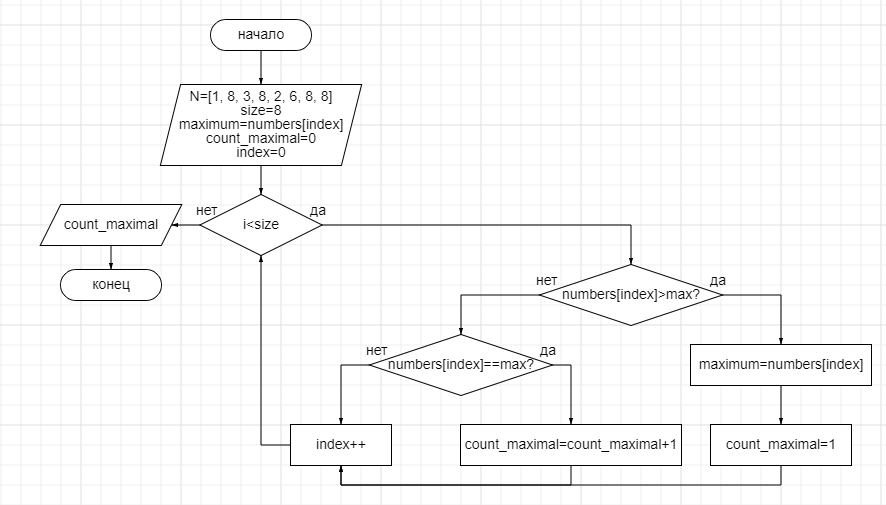 начало
N=[1, 8, 3, 8, 2, 6, 8, 8]
size=8
maximum=numbers[index]
count_maximal=0
index=0
нет
да
i<size
count_maximal
конец
нет
да
numbers[index]>max?
нет
да
numbers[index]==max?
maximum=numbers[index]
index++
count_maximal=count_maximal+1
count_maximal=1